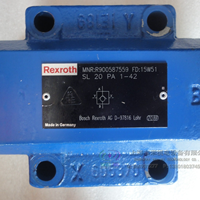 Rexroth
MNR:R900587559 FD:15W51
SL 20 PA 1-42
Bosch Rexroth AG D-97816 Lohr
Made in Germany